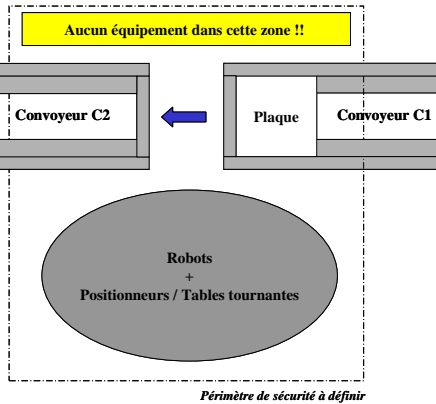 Aucun équipement dans cette zone !!
Convoyeur C2
Plaque
Convoyeur C1
Robots
+
Positionneurs / Tables tournantes
Périmètre de sécurité à définir